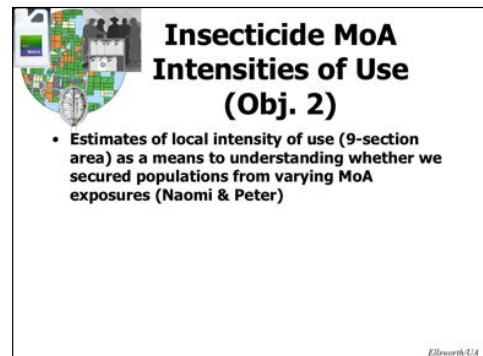 Insecticide MoA
Intensities of Use
(Obj. 2)
• Estimates of local intensity of use (9-section
area) as a means to understanding whether we
secured populations from varying MoA
exposures (Naomi & Peter)
Ellsworth/UA